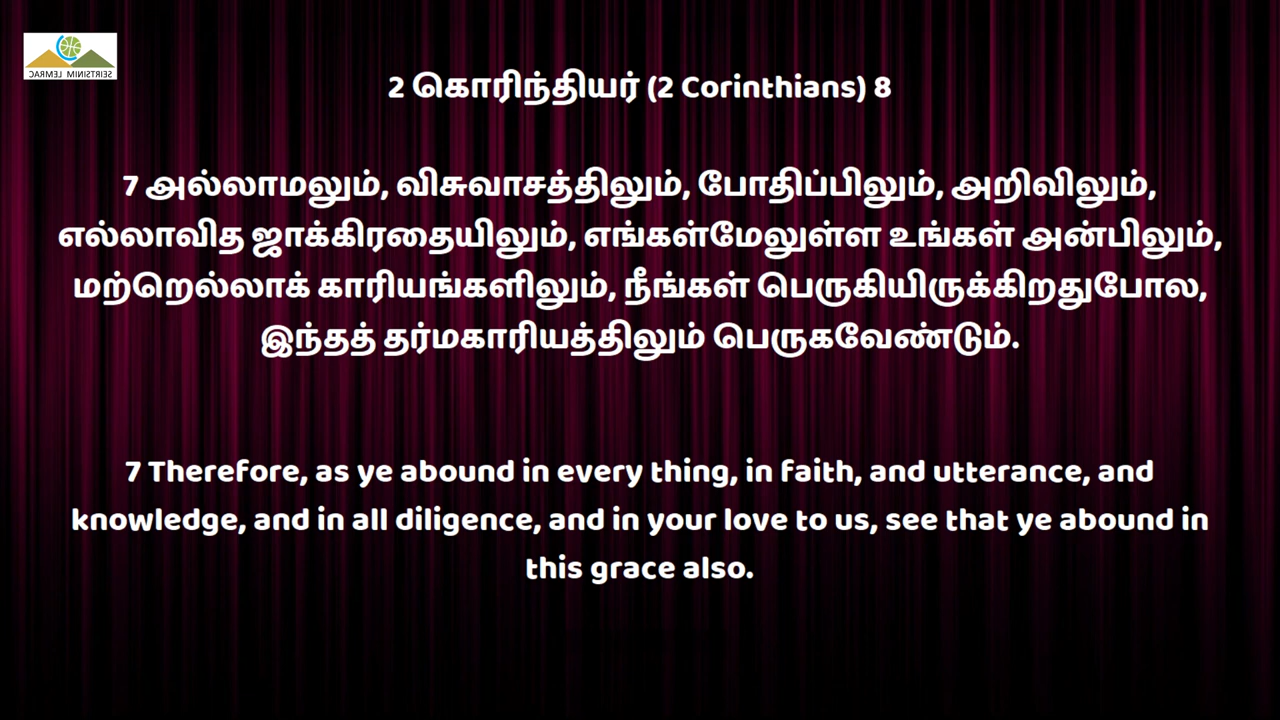 CARMEL MINISTRIES
2 கொரிந்தியர் (2 Corinthians) 8
7 அல்லாமலும், விசுவாசத்திலும், போதிப்பிலும், அறிவிலும்,
எல்லாவித ஜாக்கிரதையிலும், எங்கள்மேலுள்ள உங்கள் அன்பிலும்,
மற்றெல்லாக் காரியங்களிலும், நீங்கள் பெருகியிருக்கிறதுபோல,
இந்தத் தர்மகாரியத்திலும் பெருகவேண்டும்.
7 Therefore, as ye abound in every thing, in faith, and utterance, and
knowledge, and in all diligence, and in your love to us, see that ye abound in
this grace also.